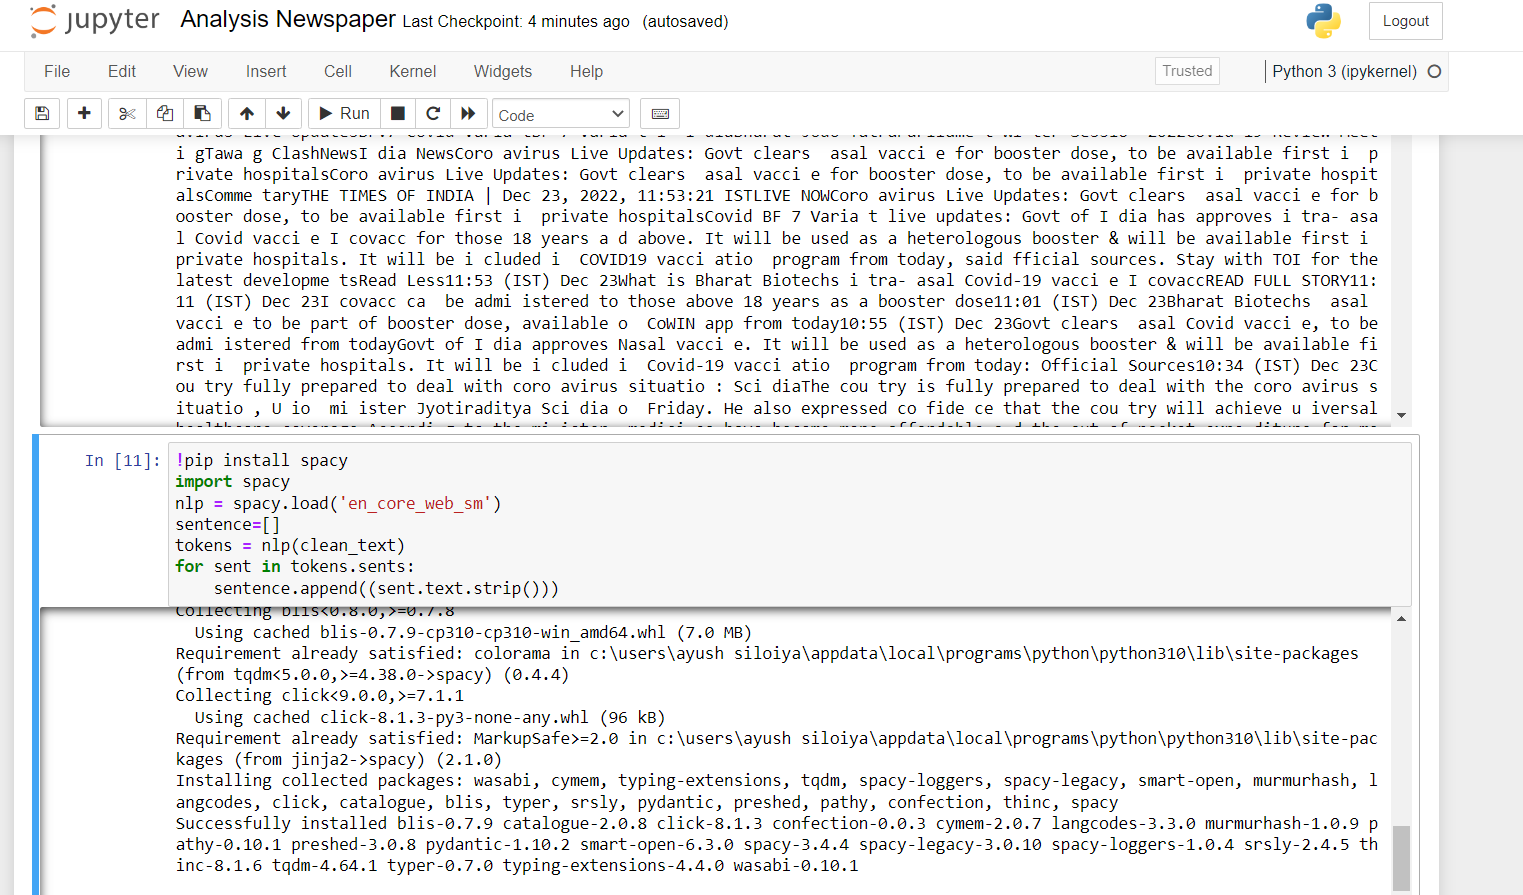 jupyter Analysis Newspaper Last Checkpoint: 4 minutes ago (autosaved) Logout
File Edit View Insert Cell Kernel Widgets Help Trusted Python 3 (ipykernel)
Run Code
i gTawa g ClashNewsI dia NewsCoro avirus Live Updates: Govt clears  asal vacci e for booster dose, to be available first i  p
rivate hospitalsCoro avirus Live Updates: Govt clears  asal vacci e for booster dose, to be available first i  private hospit
alsComme taryTHE TIMES OF INDIA | Dec 23, 2022, 11:53:21 ISTLIVE NOWCoro avirus Live Updates: Govt clears  asal vacci e for b
ooster dose, to be available first i  private hospitalsCovid BF 7 Varia t live updates: Govt of I dia has approves i tra- asa
l Covid vacci e I covacc for those 18 years a d above. It will be used as a heterologous booster & will be available first i
private hospitals. It will be i cluded i  COVID19 vacci atio  program from today, said fficial sources. Stay with TOI for the
latest developme tsRead Less11:53 (IST) Dec 23What is Bharat Biotechs i tra- asal Covid-19 vacci e I covaccREAD FULL STORY11:
11 (IST) Dec 23I covacc ca  be admi istered to those above 18 years as a booster dose11:01 (IST) Dec 23Bharat Biotechs  asal
vacci e to be part of booster dose, available o  CoWIN app from today10:55 (IST) Dec 23Govt clears  asal Covid vacci e, to be
admi istered from todayGovt of I dia approves Nasal vacci e. It will be used as a heterologous booster & will be available fi
rst i  private hospitals. It will be i cluded i  Covid-19 vacci atio  program from today: Official Sources10:34 (IST) Dec 23C
ou try fully prepared to deal with coro avirus situatio : Sci diaThe cou try is fully prepared to deal with the coro avirus s
ituatio , U io  mi ister Jyotiraditya Sci dia o  Friday. He also expressed co fide ce that the cou try will achieve u iversal
In [11]: !pip install spacy
import spacy
nlp = spacy.load('en_core_web_sm')
sentence=[]
tokens = nlp(clean_text)
for sent in tokens.sents:
    sentence.append((sent.text.strip()))
Collecting blis<0.8.0,>=0.7.8
  Using cached blis-0.7.9-cp310-cp310-win_amd64.whl (7.0 MB)
Requirement already satisfied: colorama in c:\users\ayush siloiya\appdata\local\programs\python\python310\lib\site-packages
(from tqdm<5.0.0,>=4.38.0->spacy) (0.4.4)
Collecting click<9.0.0,>=7.1.1
  Using cached click-8.1.3-py3-none-any.whl (96 kB)
Requirement already satisfied: MarkupSafe>=2.0 in c:\users\ayush siloiya\appdata\local\programs\python\python310\lib\site-pac
kages (from jinja2->spacy) (2.1.0)
Installing collected packages: wasabi, cymem, typing-extensions, tqdm, spacy-loggers, spacy-legacy, smart-open, murmurhash, l
angcodes, click, catalogue, blis, typer, srsly, pydantic, preshed, pathy, confection, thinc, spacy
Successfully installed blis-0.7.9 catalogue-2.0.8 click-8.1.3 confection-0.0.3 cymem-2.0.7 langcodes-3.3.0 murmurhash-1.0.9 p
athy-0.10.1 preshed-3.0.8 pydantic-1.10.2 smart-open-6.3.0 spacy-3.4.4 spacy-legacy-3.0.10 spacy-loggers-1.0.4 srsly-2.4.5 th
inc-8.1.6 tqdm-4.64.1 typer-0.7.0 typing-extensions-4.4.0 wasabi-0.10.1